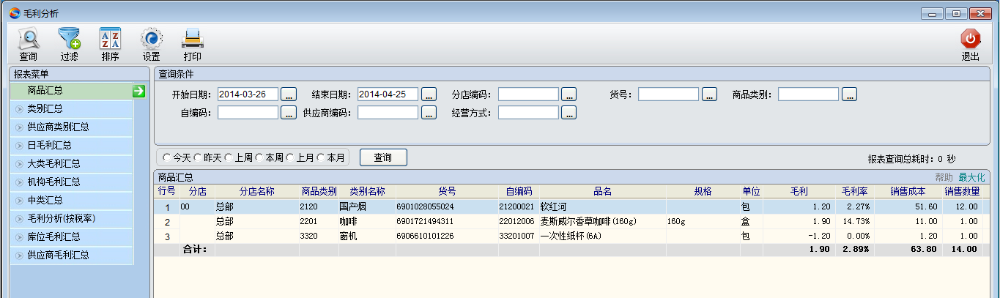 毛利分析
查询 过滤 排序 设置 打印 退出
报表菜单
商品汇总
类别汇总
供应商类别汇总
日毛利汇总
大类毛利汇总
机构毛利汇总
中类汇总
毛利分析(按税率)
库位毛利汇总
供应商毛利汇总
查询条件
开始日期: 2014-03-26 ... 结束日期: 2014-04-25 ... 分店编码: ... 货号: ... 商品类别: ...
自编码: ... 供应商编码: ... 经营方式: ...
今天 昨天 上周 本周 上月 本月 查询 报表查询总耗时: 0 秒
商品汇总 帮助 最大化
行号 分店 分店名称 商品类别 类别名称 货号 自编码 品名 规格 单位 毛利 毛利率 销售成本 销售数量
1 00 总部 2120 国产烟 6901028055024 21200021 软红河 包 1.20 2.27% 51.60 12.00
2 总部 2201 咖啡 6901721494311 22012006 麦斯威尔香草咖啡(160g) 160g 盒 1.90 14.73% 11.00 1.00
3 总部 3320 窗机 6906610101226 33201007 一次性纸杯(6A) 包 -1.20 0.00% 1.20 1.00
合计: 1.90 2.89% 63.80 14.00